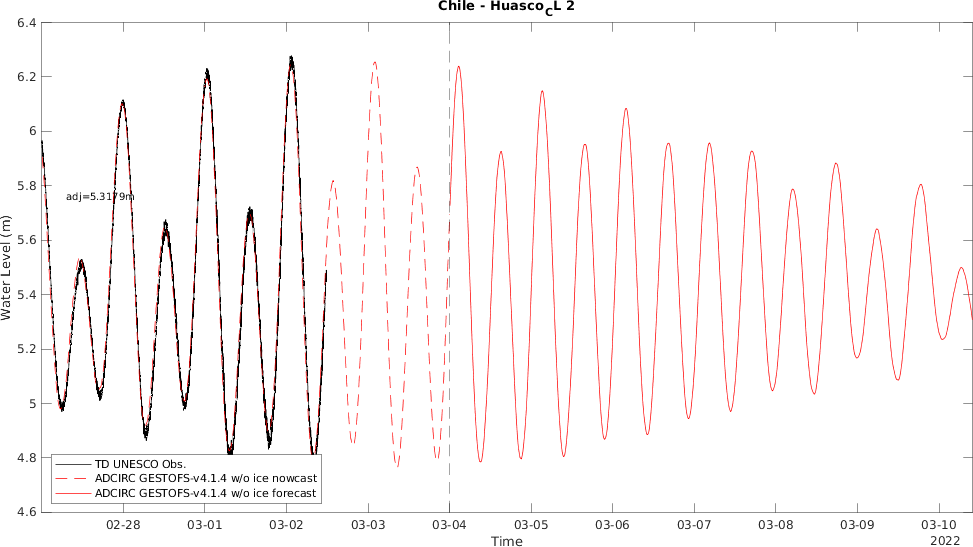 Chile - Huasco_CL 2
6.4
6.2
6
5.8
5.6
5.4
5.2
5
4.8
4.6
Water Level (m)
adj=5.3179m
TD UNESCO Obs.
ADCIRC GESTOFS-v4.1.4 w/o ice nowcast
ADCIRC GESTOFS-v4.1.4 w/o ice forecast
02-28 03-01 03-02 03-03 03-04 03-05 03-06 03-07 03-08 03-09 03-10
Time 2022